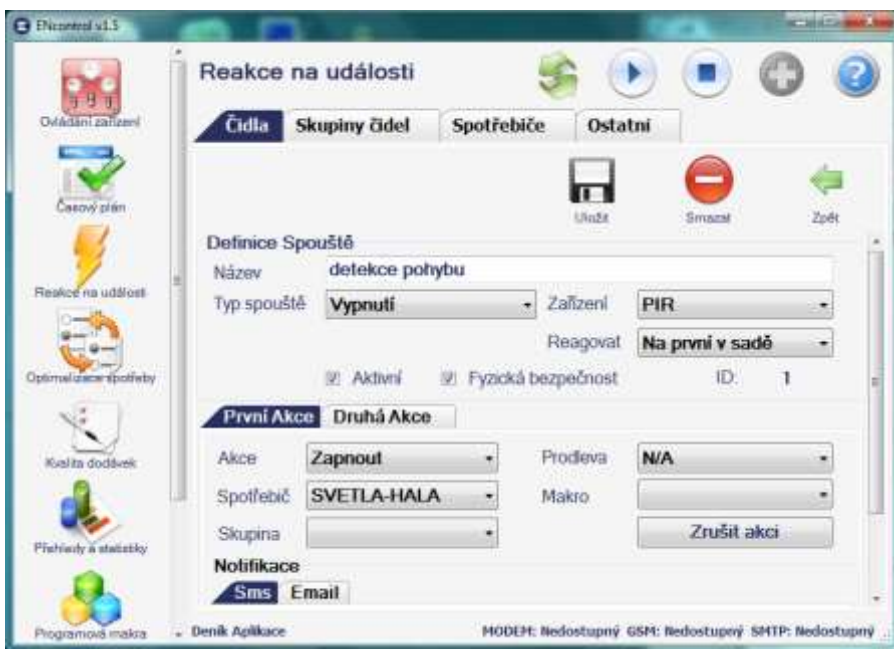 ENcontrol v1.5
Reakce na události
Čidla Skupiny čidel Spotřebiče Ostatní
Uložit Smazat Zpět
Definice Spouště
Název detekce pohybu
Typ spouště Vypnutí Zařízení PIR
Reagovat Na první v sadě
Aktivní Fyzická bezpečnost ID: 1
První Akce Druhá Akce
Akce Zapnout Prodleva N/A
Spotřebič SVETLA-HALA Makro
Skupina Zrušit akci
Notifikace
Sms Email
Ovládání zařízení
Časový plán
Reakce na události
Optimalizace spotřeby
Kvalita dodávek
Přehledy a statistiky
Programová makra
Deník Aplikace MODEM: Nedostupný GSM: Nedostupný SMTP: Nedostupný